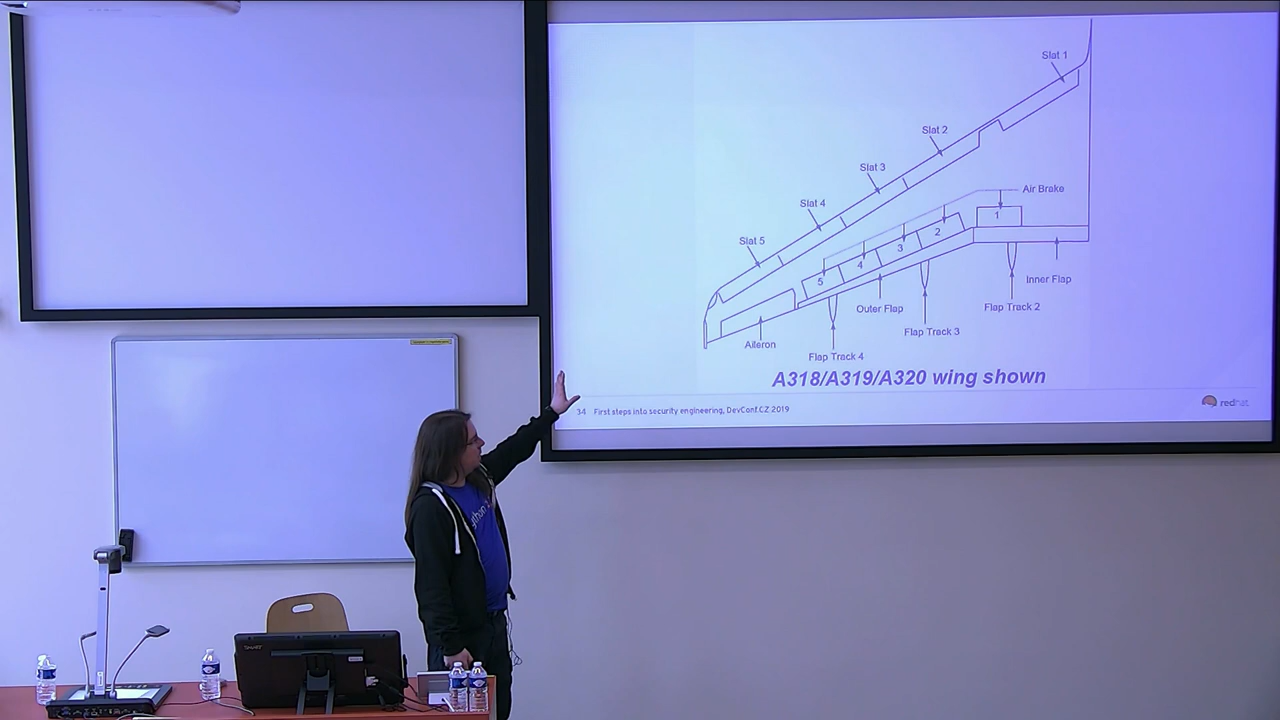 Slat 1
Slat 2
Slat 3
Slat 4
Slat 5
Air Brake
1
2
3
4
5
Inner Flap
Flap Track 2
Outer Flap
Flap Track 3
Aileron
Flap Track 4
A318/A319/A320 wing shown
34 First steps into security engineering, DevConf.CZ 2019
red
ython